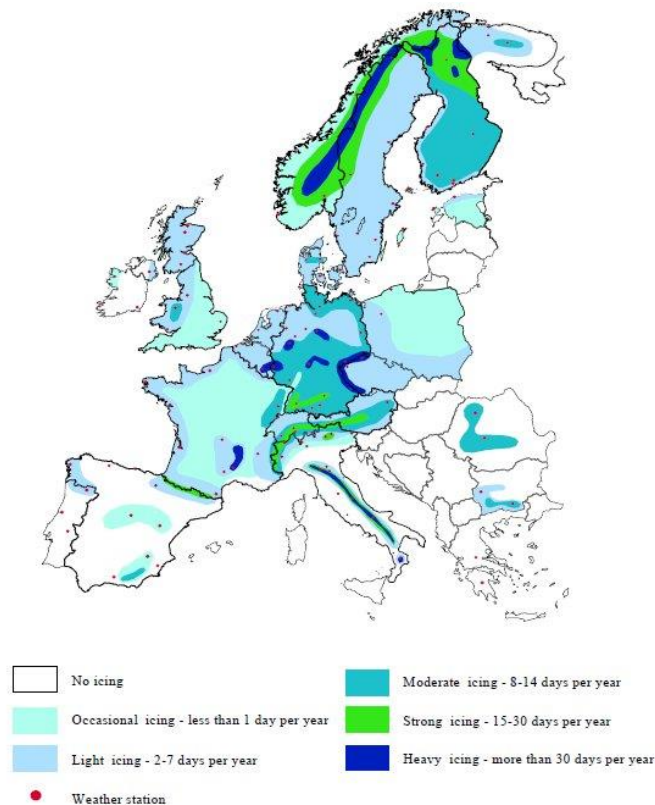 No icing
Occasional icing - less than 1 day per year
Light icing - 2-7 days per year
Weather station
Moderate icing - 8-14 days per year
Strong icing - 15-30 days per year
Heavy icing - more than 30 days per year